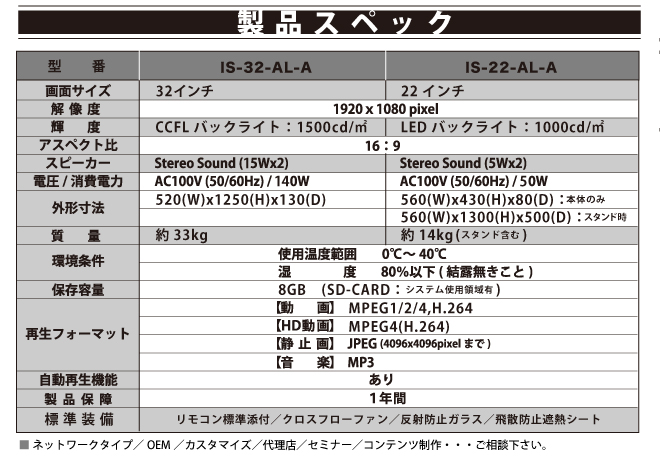 製品スペック
型 番 IS-32-AL-A IS-22-AL-A
画面サイズ 32インチ 22インチ
解像度 1920 x 1080 pixel
輝 度 CCFL バックライト：1500cd/㎡ LED バックライト：1000cd/㎡
アスペクト比 16：9
スピーカー Stereo Sound (15Wx2) Stereo Sound (5Wx2)
電圧 / 消費電力 AC100V (50/60Hz) / 140W AC100V (50/60Hz) / 50W
外形寸法 520(W)x1250(H)x130(D) 560(W)x430(H)x80(D)：本体のみ
560(W)x1300(H)x500(D)：スタンド時
質 量 約 33kg 約 14kg (スタンド含む)
環境条件 使用温度範囲 0℃〜 40℃
湿 度 80%以下 ( 結露無きこと )
保存容量 8GB (SD-CARD：システム使用領域有)
再生フォーマット 【動 画】 MPEG1/2/4,H.264
【HD動画】 MPEG4(H.264)
【静 止 画】 JPEG (4096x4096pixel まで)
【音 楽】 MP3
自動再生機能 あり
製品保障 1年間
標準装備 リモコン標準添付／クロスフローファン／反射防止ガラス／飛散防止遮熱シート
■ ネットワークタイプ／ OEM ／カスタマイズ／代理店／セミナー／コンテンツ制作・・・ご相談下さい。